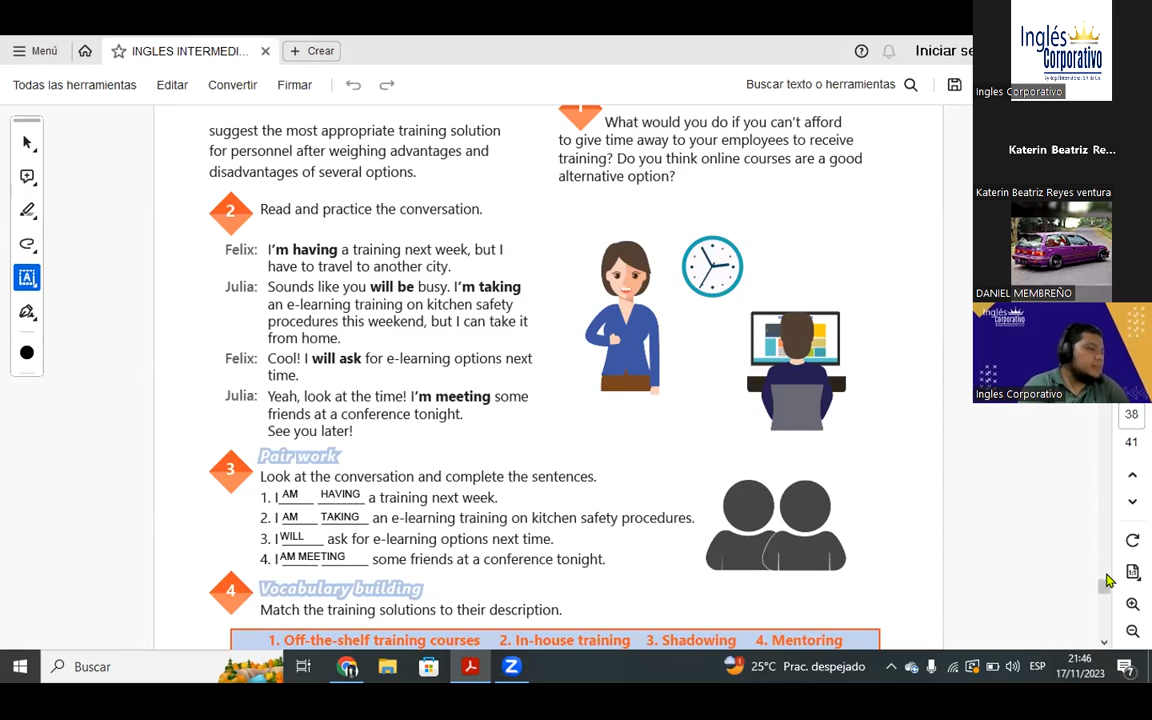 Menú
INGLES INTERMEDI...
Crear
Iniciar se
Todas las herramientas
Editar
Convertir
Firmar
Buscar texto o herramientas
suggest the most appropriate training solution
for personnel after weighing advantages and
disadvantages of several options.
2 Read and practice the conversation.
Felix: I'm having a training next week, but I
have to travel to another city.
Julia: Sounds like you will be busy. I'm taking
an e-learning training on kitchen safety
procedures this weekend, but I can take it
from home.
Felix: Cool! I will ask for e-learning options next
time.
Julia: Yeah, look at the time! I'm meeting some
friends at a conference tonight.
See you later!
What would you do if you can't afford
to give time away to your employees to receive
training? Do you think online courses are a good
alternative option?
3 Pair work
Look at the conversation and complete the sentences.
1. I AM HAVING a training next week.
2. I AM TAKING an e-learning training on kitchen safety procedures.
3. I WILL ask for e-learning options next time.
4. I AM MEETING some friends at a conference tonight.
4 Vocabulary building
Match the training solutions to their description.
1. Off-the-shelf training courses 2. In-house training 3. Shadowing 4. Mentoring
Inglés
Corporativo
Ingles Corporativo
Katerin Beatriz Re...
Katerin Beatriz Reyes ventura
DANIEL MEMBREÑO
Inglés
Corporativo
Ingles Corporativo
38
41
Buscar
25°C Prac. despejado
ESP
21:46
17/11/2023
7